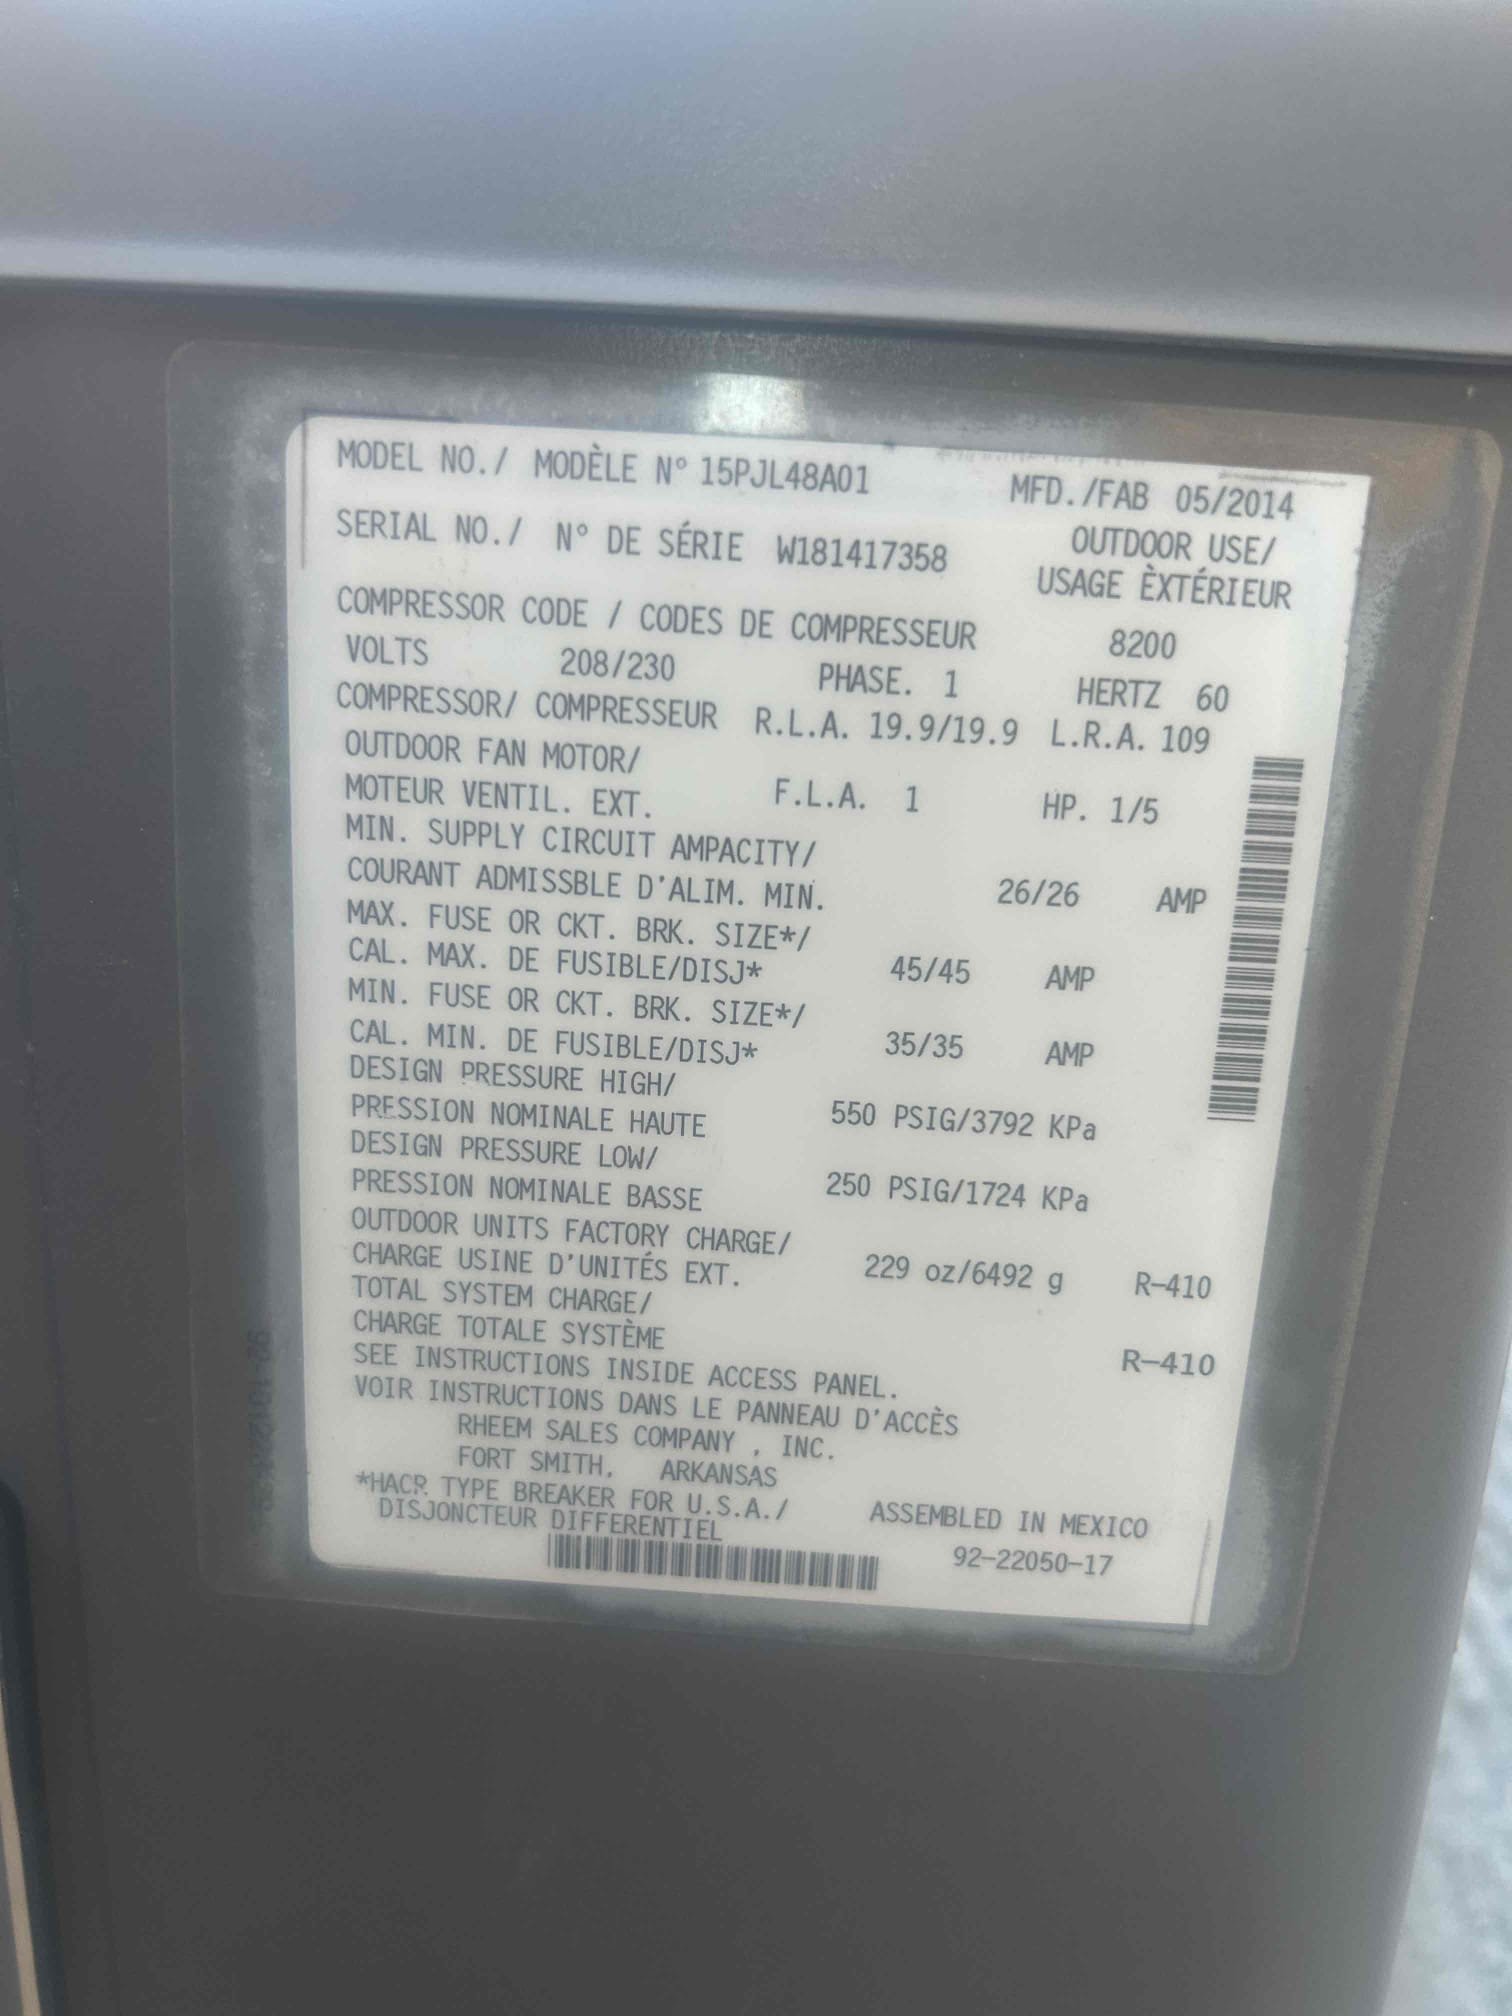 MODEL NO./ MODÈLE N° 15PJL48A01 MFD./FAB 05/2014
SERIAL NO./ N° DE SÉRIE W181417358 OUTDOOR USE/
USAGE ÈXTÉRIEUR
COMPRESSOR CODE / CODES DE COMPRESSEUR 8200
VOLTS 208/230 PHASE. 1 HERTZ 60
COMPRESSOR/ COMPRESSEUR R.L.A. 19.9/19.9 L.R.A. 109
OUTDOOR FAN MOTOR/
MOTEUR VENTIL. EXT. F.L.A. 1 HP. 1/5
MIN. SUPPLY CIRCUIT AMPACITY/
COURANT ADMISSBLE D'ALIM. MIN. 26/26 AMP
MAX. FUSE OR CKT. BRK. SIZE*/
CAL. MAX. DE FUSIBLE/DISJ* 45/45 AMP
MIN. FUSE OR CKT. BRK. SIZE*/
CAL. MIN. DE FUSIBLE/DISJ* 35/35 AMP
DESIGN PRESSURE HIGH/
PRESSION NOMINALE HAUTE 550 PSIG/3792 KPa
DESIGN PRESSURE LOW/
PRESSION NOMINALE BASSE 250 PSIG/1724 KPa
OUTDOOR UNITS FACTORY CHARGE/
CHARGE USINE D'UNITÉS EXT. 229 oz/6492 g R-410
TOTAL SYSTEM CHARGE/
CHARGE TOTALE SYSTÈME R-410
SEE INSTRUCTIONS INSIDE ACCESS PANEL.
VOIR INSTRUCTIONS DANS LE PANNEAU D'ACCÈS
RHEEM SALES COMPANY , INC.
FORT SMITH, ARKANSAS
*HACR TYPE BREAKER FOR U.S.A./ ASSEMBLED IN MEXICO
DISJONCTEUR DIFFERENTIEL 92-22050-17